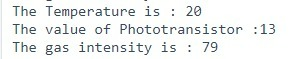 The Temperature is : 20
The value of Phototransistor :13
The gas intensity is : 79